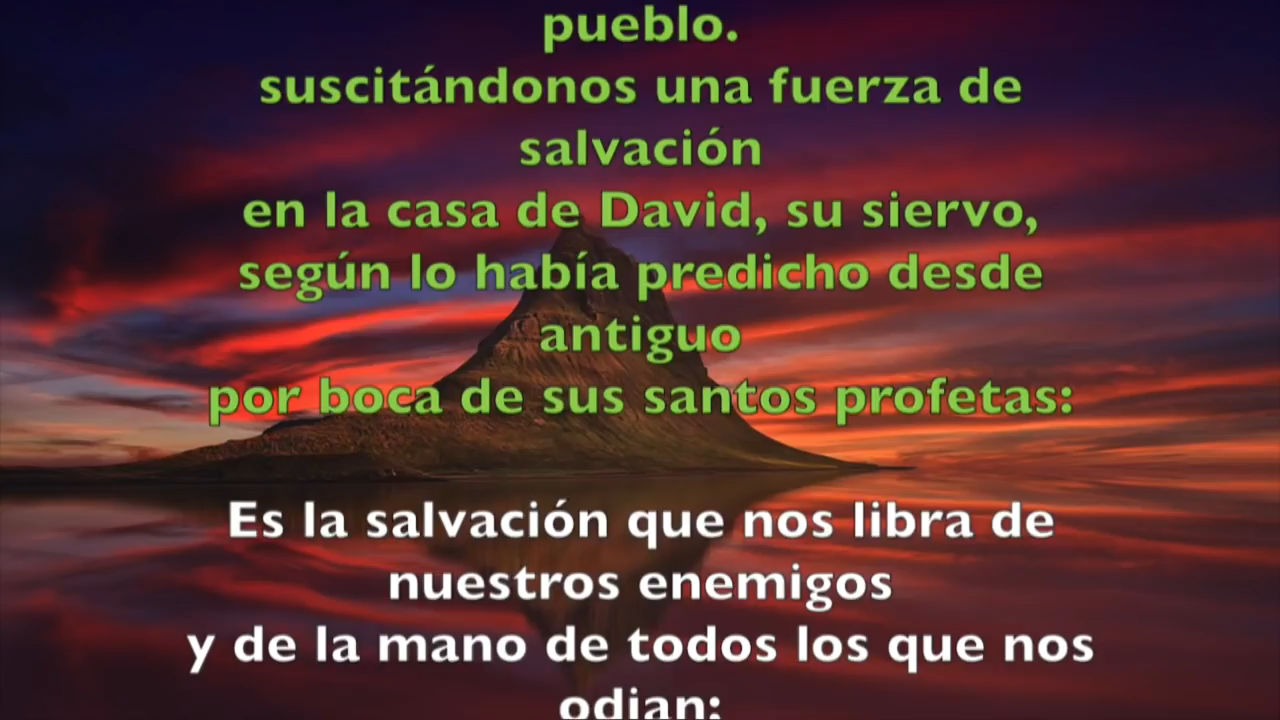 pueblo.
suscitándonos una fuerza de
salvación
en la casa de David, su siervo,
según lo había predicho desde
antiguo
por boca de sus santos profetas:
Es la salvación que nos libra de
nuestros enemigos
y de la mano de todos los que nos
odian: